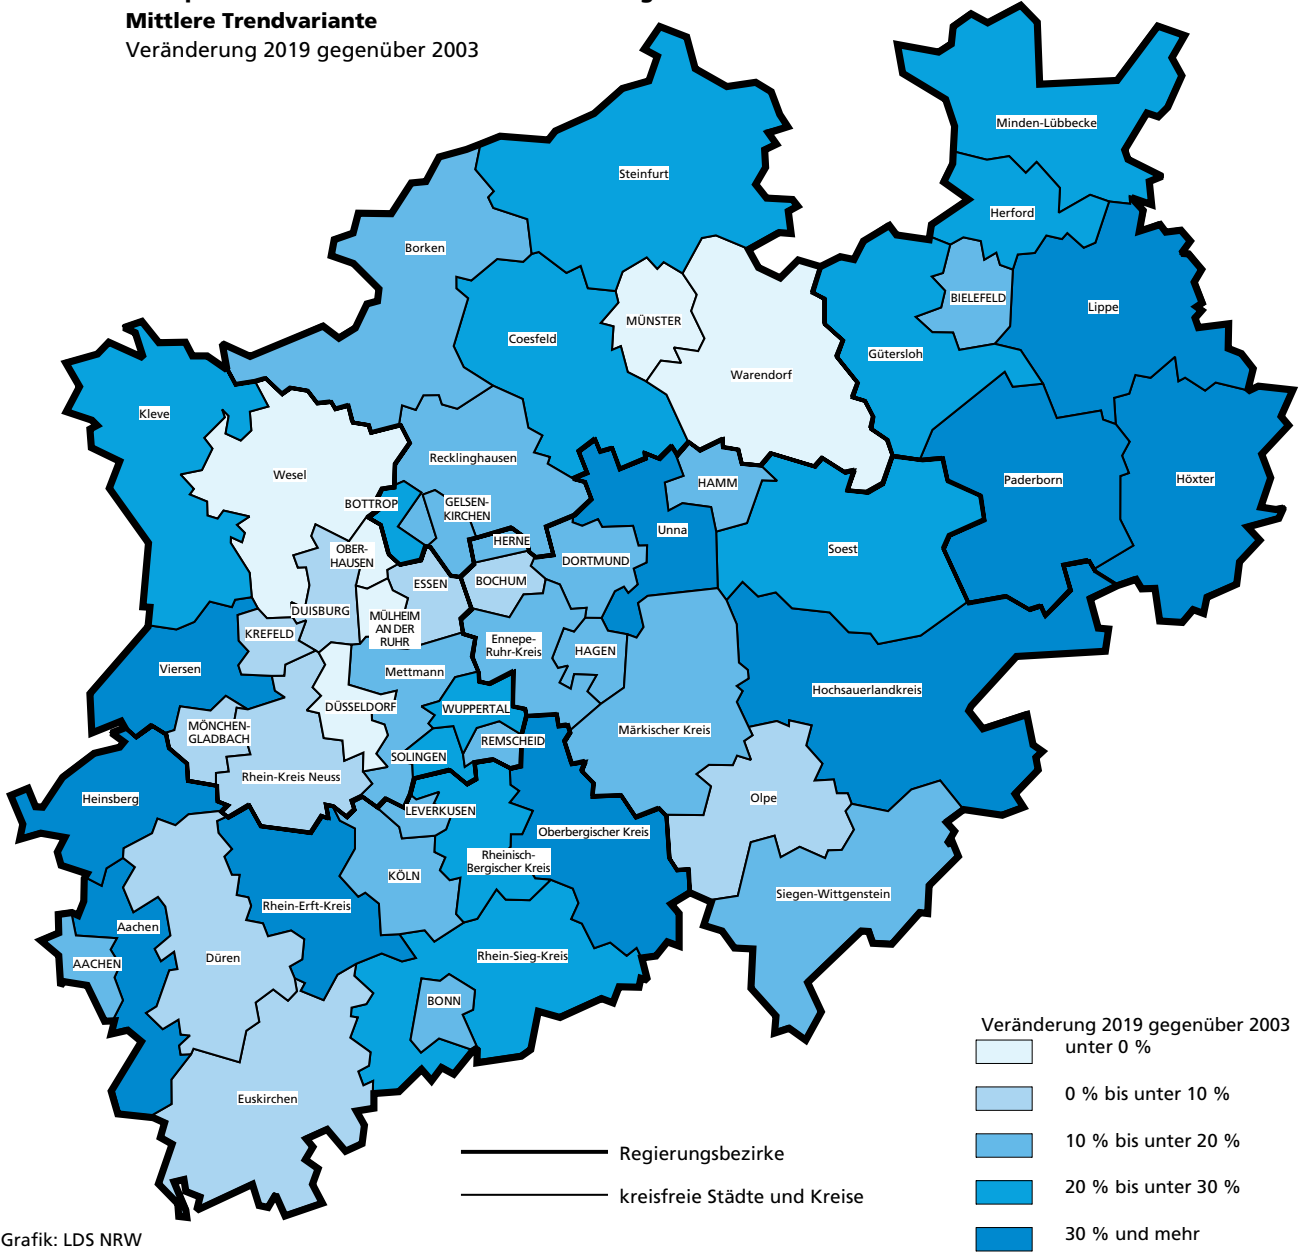 Mittlere Trendvariante
Veränderung 2019 gegenüber 2003
Minden-Lübbecke
Steinfurt
Herford
Borken
BIELEFELD
Lippe
MÜNSTER
Coesfeld
Gütersloh
Warendorf
Kleve
Recklinghausen
Wesel
Paderborn
Höxter
HAMM
BOTTROP
GELSEN-
KIRCHEN
Unna
HERNE
Soest
OBER-
HAUSEN
DORTMUND
ESSEN
BOCHUM
DUISBURG
MÜLHEIM
AN DER
RUHR
KREFELD
Ennepe-
Ruhr-Kreis
HAGEN
Viersen
Mettmann
Hochsauerlandkreis
DÜSSELDORF
WUPPERTAL
MÖNCHEN-
GLADBACH
Märkischer Kreis
REMSCHEID
SOLINGEN
Rhein-Kreis Neuss
Heinsberg
Olpe
LEVERKUSEN
Oberbergischer Kreis
Rheinisch-
Bergischer Kreis
KÖLN
Siegen-Wittgenstein
Rhein-Erft-Kreis
Aachen
Düren
Rhein-Sieg-Kreis
AACHEN
BONN
Euskirchen
Veränderung 2019 gegenüber 2003
unter 0 %
0 % bis unter 10 %
10 % bis unter 20 %
20 % bis unter 30 %
30 % und mehr
Regierungsbezirke
kreisfreie Städte und Kreise
Grafik: LDS NRW